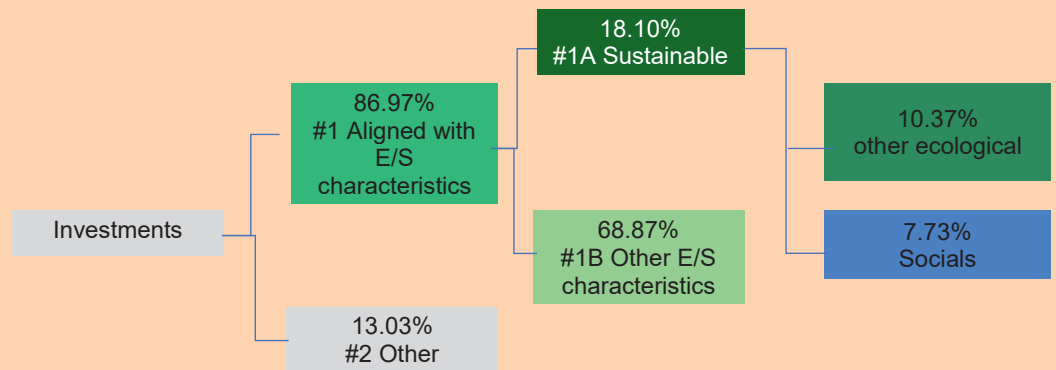 Investments
86.97%
#1 Aligned with
E/S
characteristics
13.03%
#2 Other
18.10%
#1A Sustainable
68.87%
#1B Other E/S
characteristics
10.37%
other ecological
7.73%
Socials